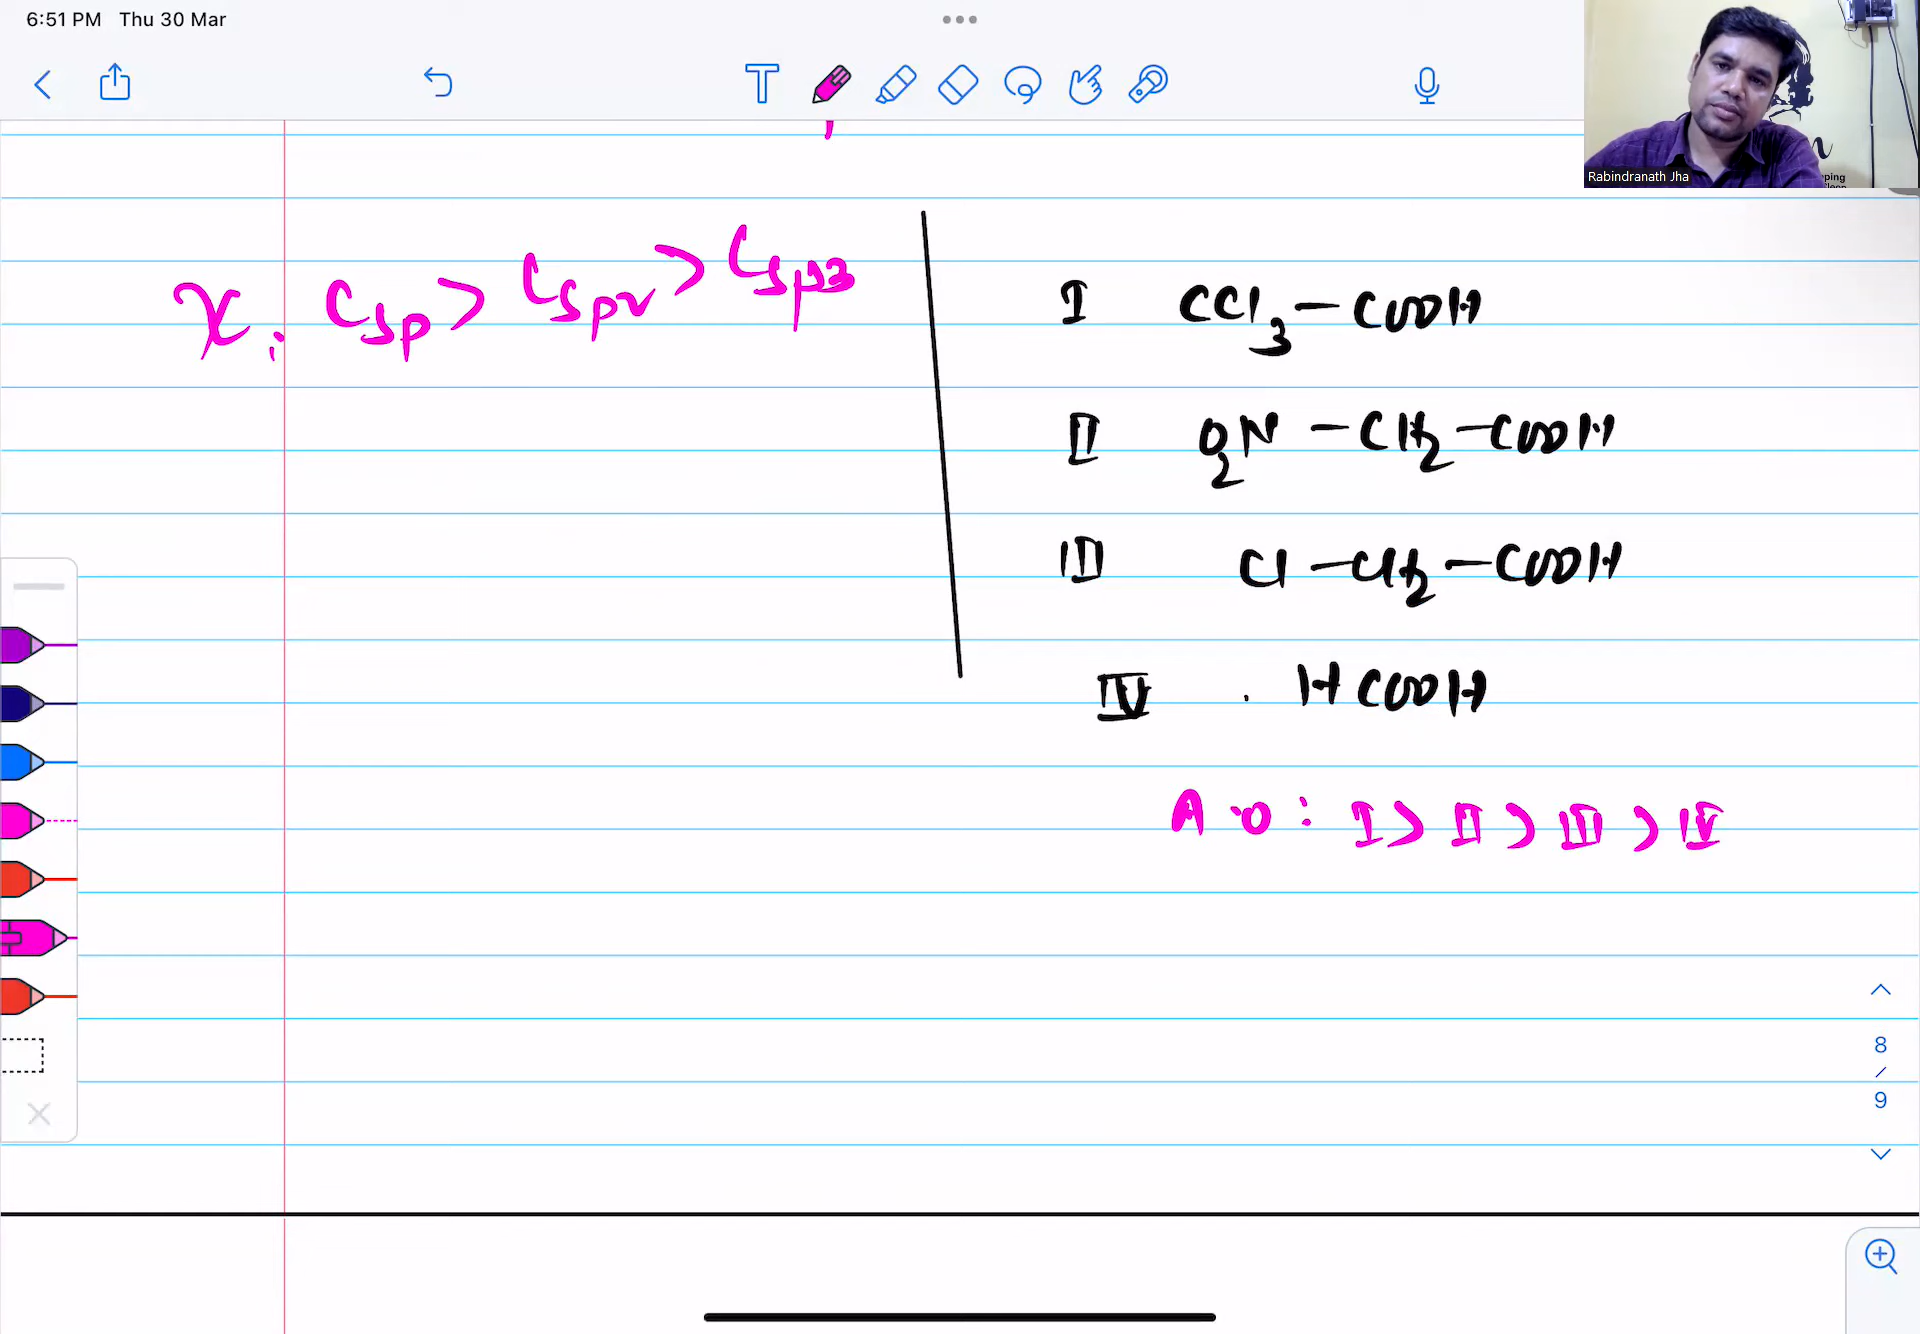 6:51 PM Thu 30 Mar
Rabindranath Jha
χ: Csp > Csp2 > Csp3
I CCl3–COOH
II O2N–CH2–COOH
III Cl–CH2–COOH
IV HCOOH
A·O: I > II > III > IV
8
/
9